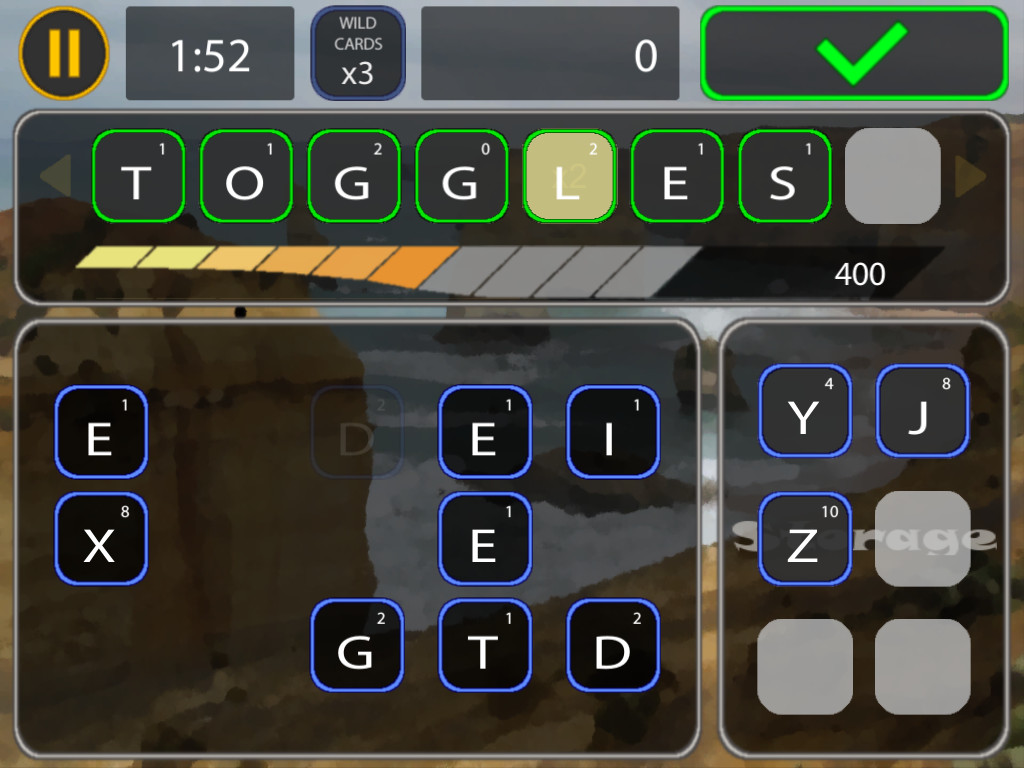 WILD
CARDS
1:52 x3 0
T 1 O 1 G 2 G 0 L 2 E 1 S 1
400
E 1 D 2 E 1 I 1 Y 4 J 8
X 8 E 1 Z 10 Storage
G 2 T 1 D 2